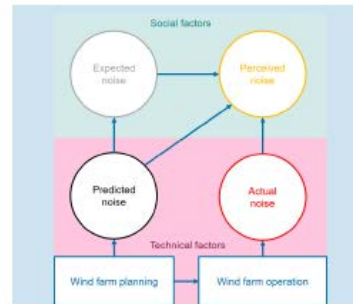 Social factors
Expected
noise
Perceived
noise
Predicted
noise
Actual
noise
Technical factors
Wind farm planning
Wind farm operation